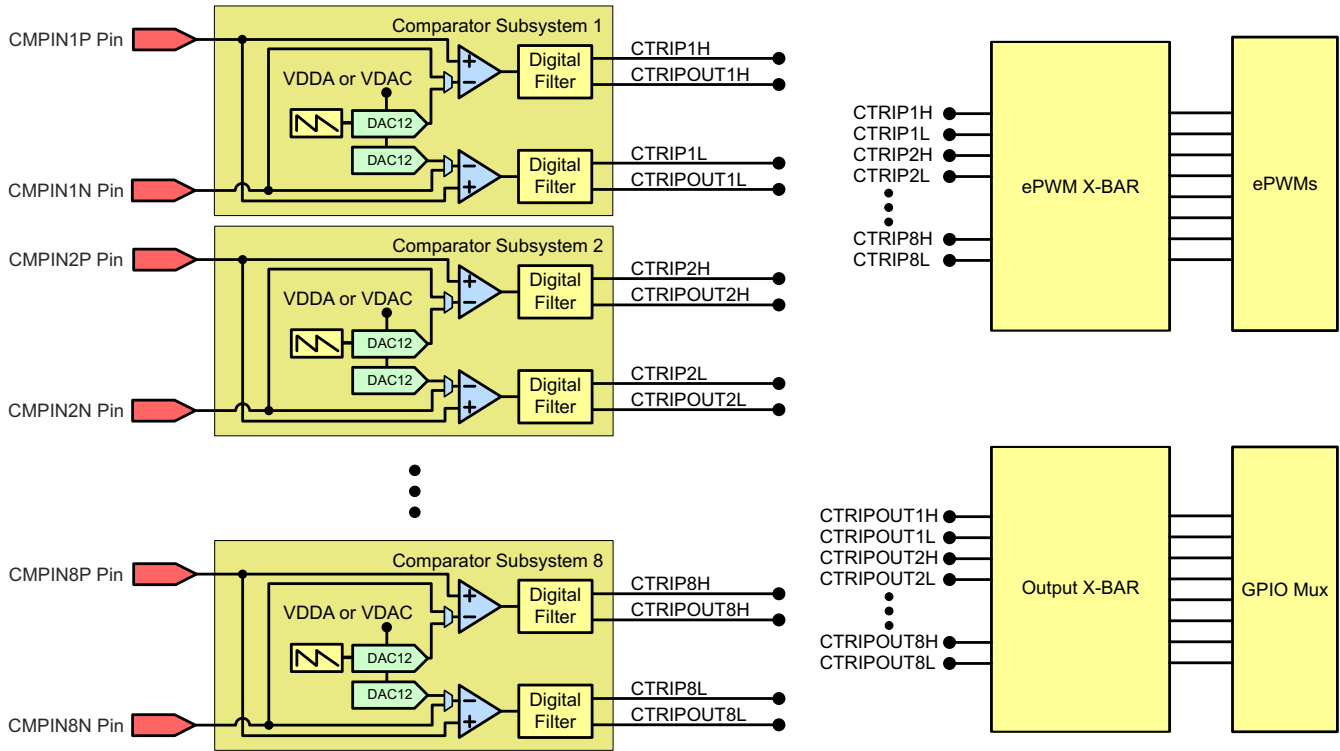 Comparator Subsystem 1
CMPIN1P Pin
VDDA or VDAC
DAC12
DAC12
Digital
Filter
CTRIP1H
CTRIPOUT1H
CMPIN1N Pin
Digital
Filter
CTRIP1L
CTRIPOUT1L
Comparator Subsystem 2
CMPIN2P Pin
VDDA or VDAC
DAC12
DAC12
Digital
Filter
CTRIP2H
CTRIPOUT2H
CMPIN2N Pin
Digital
Filter
CTRIP2L
CTRIPOUT2L
Comparator Subsystem 8
CMPIN8P Pin
VDDA or VDAC
DAC12
DAC12
Digital
Filter
CTRIP8H
CTRIPOUT8H
CMPIN8N Pin
Digital
Filter
CTRIP8L
CTRIPOUT8L
CTRIP1H
CTRIP1L
CTRIP2H
CTRIP2L
CTRIP8H
CTRIP8L
ePWM X-BAR
ePWMs
CTRIPOUT1H
CTRIPOUT1L
CTRIPOUT2H
CTRIPOUT2L
CTRIPOUT8H
CTRIPOUT8L
Output X-BAR
GPIO Mux